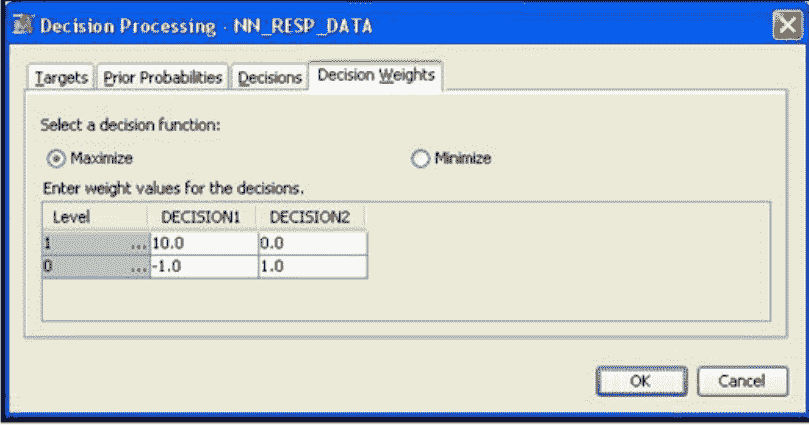 Decision Processing - NN_RESP_DATA
Targets Prior Probabilities Decisions Decision Weights
Select a decision function:
Maximize Minimize
Enter weight values for the decisions.
Level DECISION1 DECISION2
1 ... 10.0 0.0
0 ... -1.0 1.0
OK Cancel